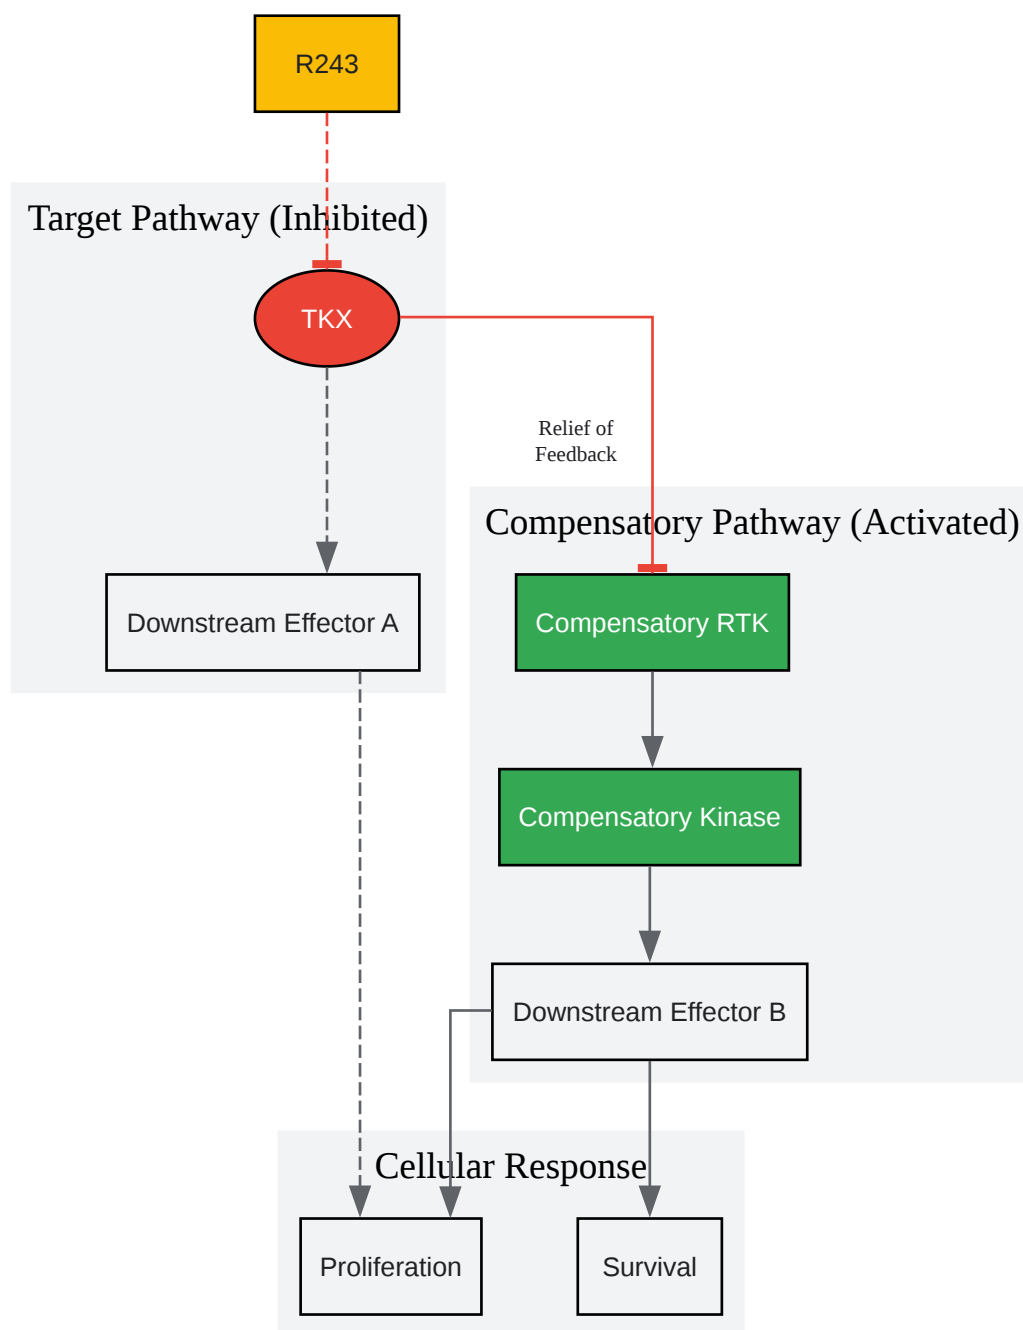 R243
Target Pathway (Inhibited)
TKX
Relief of
Feedback
Compensatory Pathway (Activated)
Downstream Effector A
Compensatory RTK
Compensatory Kinase
Downstream Effector B
Cellular Response
Proliferation
Survival